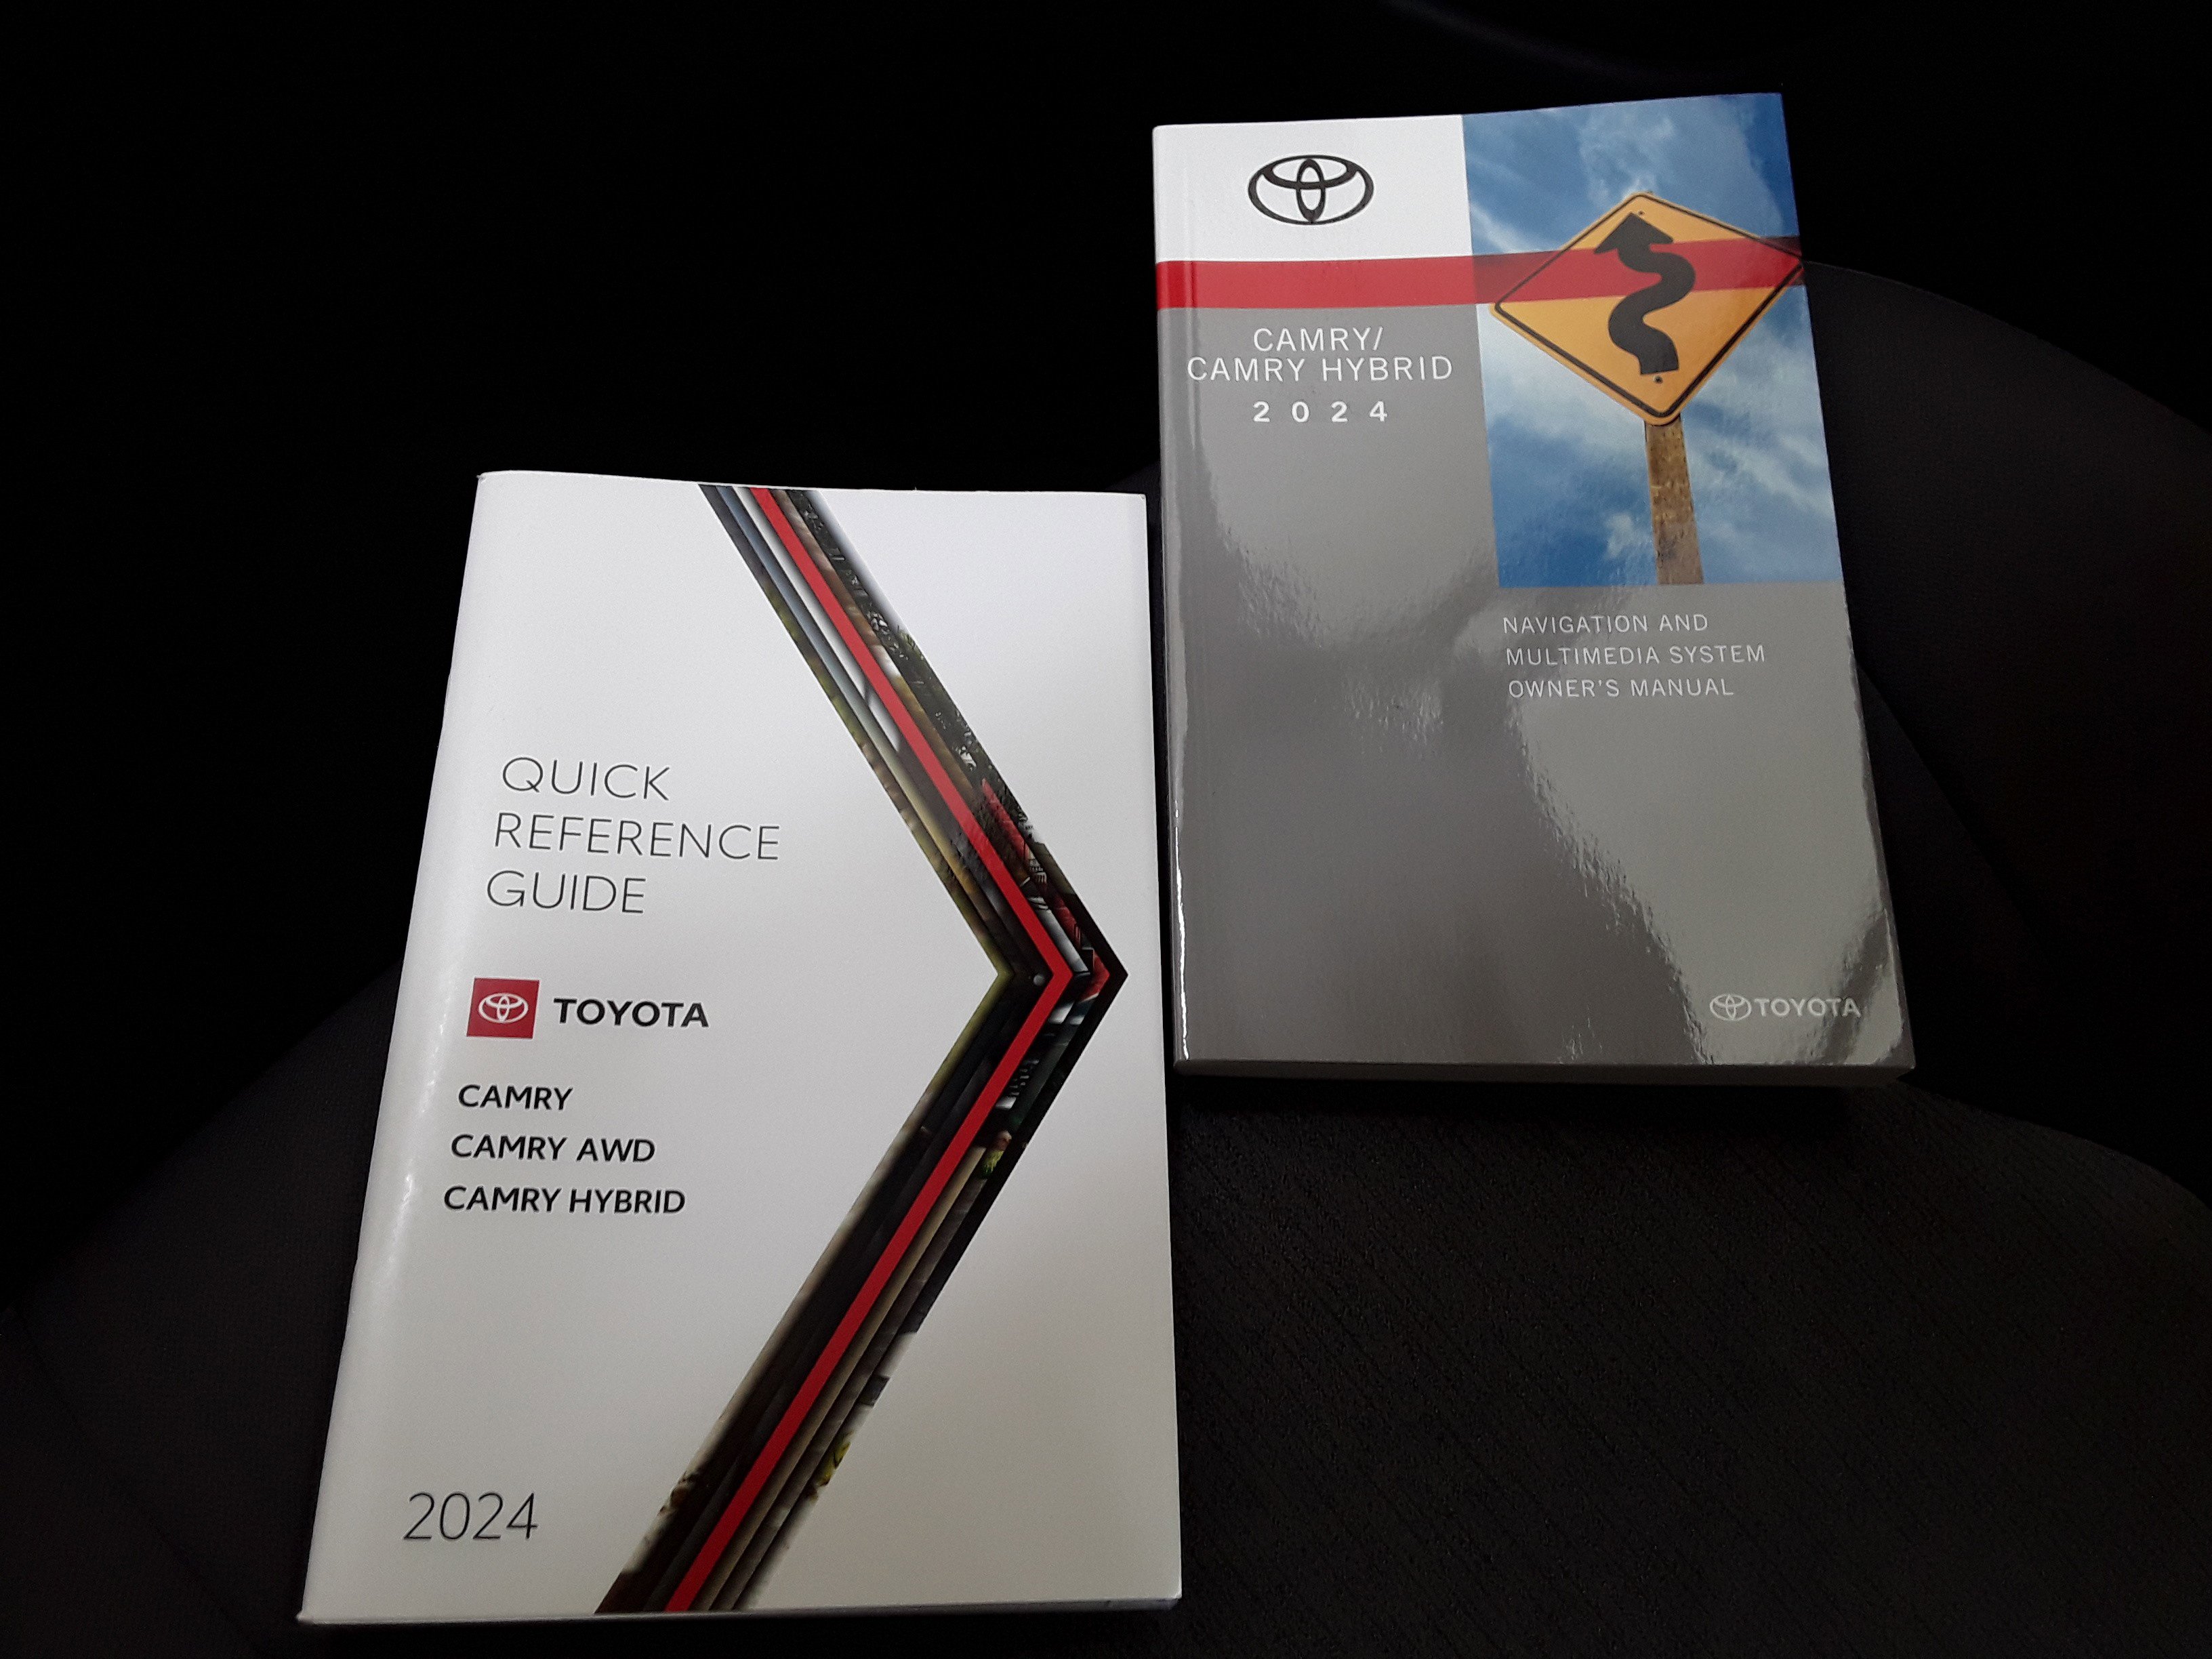 QUICK
REFERENCE
GUIDE
TOYOTA
CAMRY
CAMRY AWD
CAMRY HYBRID
2024
CAMRY/
CAMRY HYBRID
2024
NAVIGATION AND
MULTIMEDIA SYSTEM
OWNER'S MANUAL
TOYOTA